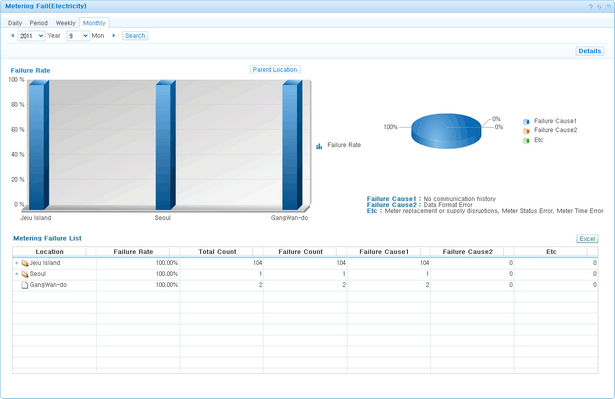 Metering Fail(Electricity)
Daily Period Weekly Monthly
2011 Year 9 Mon Search
Details
Failure Rate
Parent Location
100 %
80 %
60 %
40 %
20 %
0 %
Jeju Island Seoul GangWan-do
Failure Rate
100%
0%
0%
Failure Cause1
Failure Cause2
Etc
Failure Cause1 : No communication history
Failure Cause2 : Data Format Error
Etc : Meter replacement or supply disruptions, Meter Status Error, Meter Time Error
Metering Failure List
Excel
Location Failure Rate Total Count Failure Count Failure Cause1 Failure Cause2 Etc
Jeju Island 100.00% 104 104 104 0 0
Seoul 100.00% 1 1 1 0 0
GangWan-do 100.00% 2 2 2 0 0